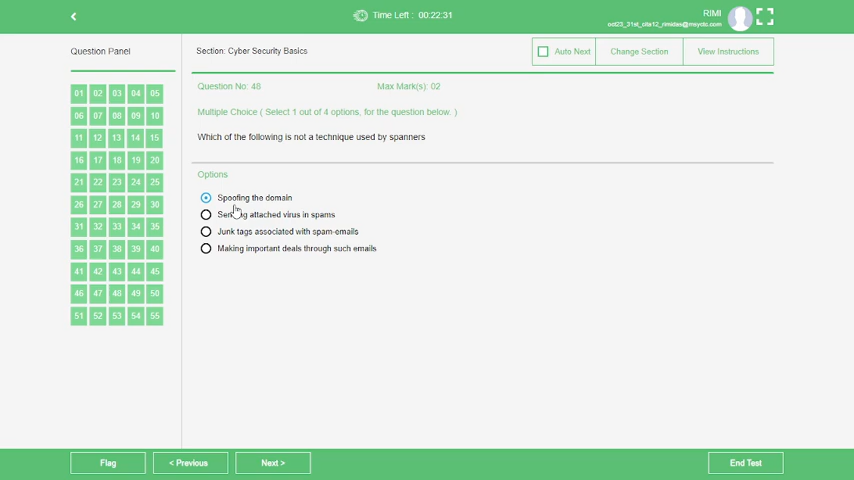 Time Left : 00:22:31
RIMI
Question Panel
Section: Cyber Security Basics
Auto Next
Change Section
View Instructions
Question No: 48
Max Mark(s): 02
Multiple Choice ( Select 1 out of 4 options, for the question below. )
Which of the following is not a technique used by spanners
01 02 03 04 05
06 07 08 09 10
11 12 13 14 15
16 17 18 19 20
21 22 23 24 25
26 27 28 29 30
31 32 33 34 35
36 37 38 39 40
41 42 43 44 45
46 47 48 49 50
51 52 53 54 55
Options
Spoofing the domain
attached virus in spams
Junk tags associated with spam-emails
Making important deals through such emails
Flag
< Previous
Next >
End Test